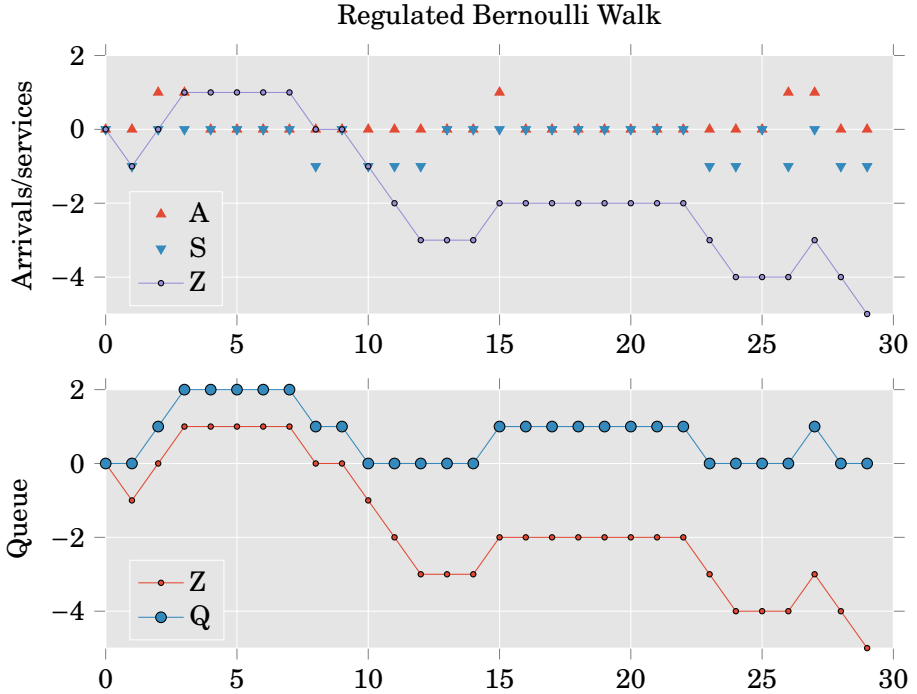 Regulated Bernoulli Walk
Arrivals/services
2
0
−2
−4
A
S
Z
0 5 10 15 20 25 30
Queue
2
0
−2
−4
Z
Q
0 5 10 15 20 25 30